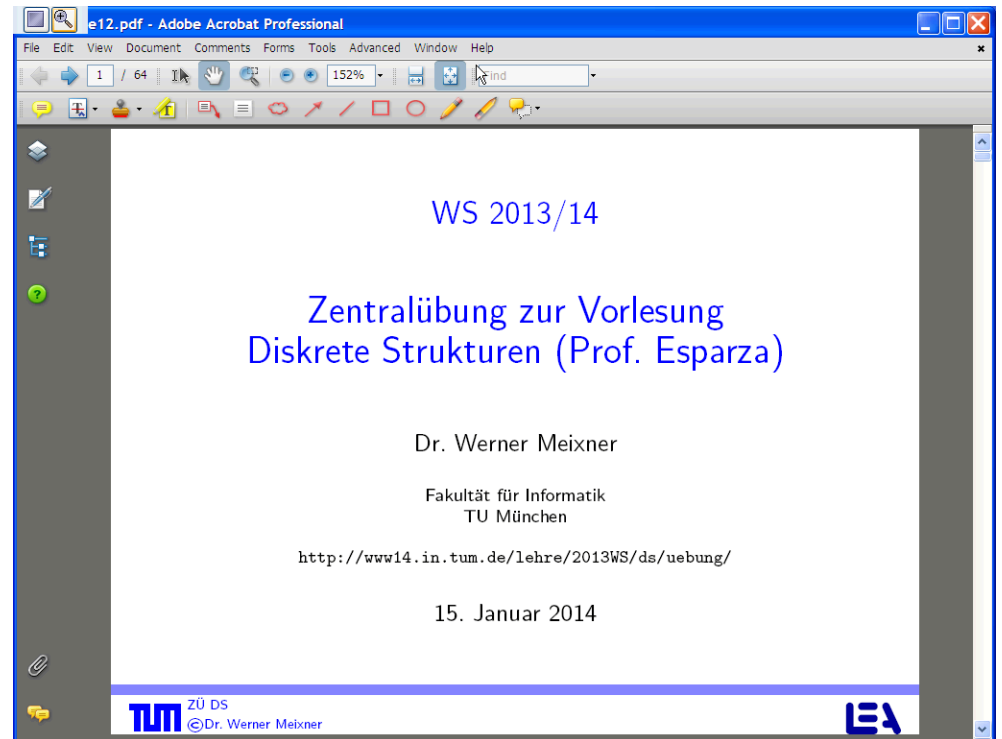 e12.pdf - Adobe Acrobat Professional
File Edit View Document Comments Forms Tools Advanced Window Help
1 / 64 152% Find
WS 2013/14
Zentralübung zur Vorlesung
Diskrete Strukturen (Prof. Esparza)
Dr. Werner Meixner
Fakultät für Informatik
TU München
http://www14.in.tum.de/lehre/2013WS/ds/uebung/
15. Januar 2014
TUM ZÜ DS
©Dr. Werner Meixner
LEA